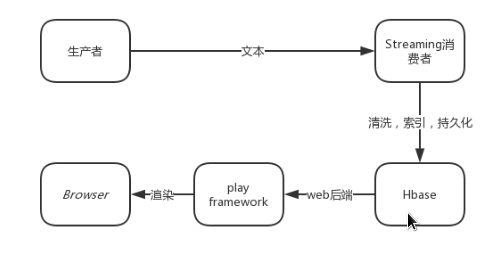 生产者
文本
Streaming消
费者
清洗，索引，持久化
Browser
渲染
play
framework
web后端
Hbase